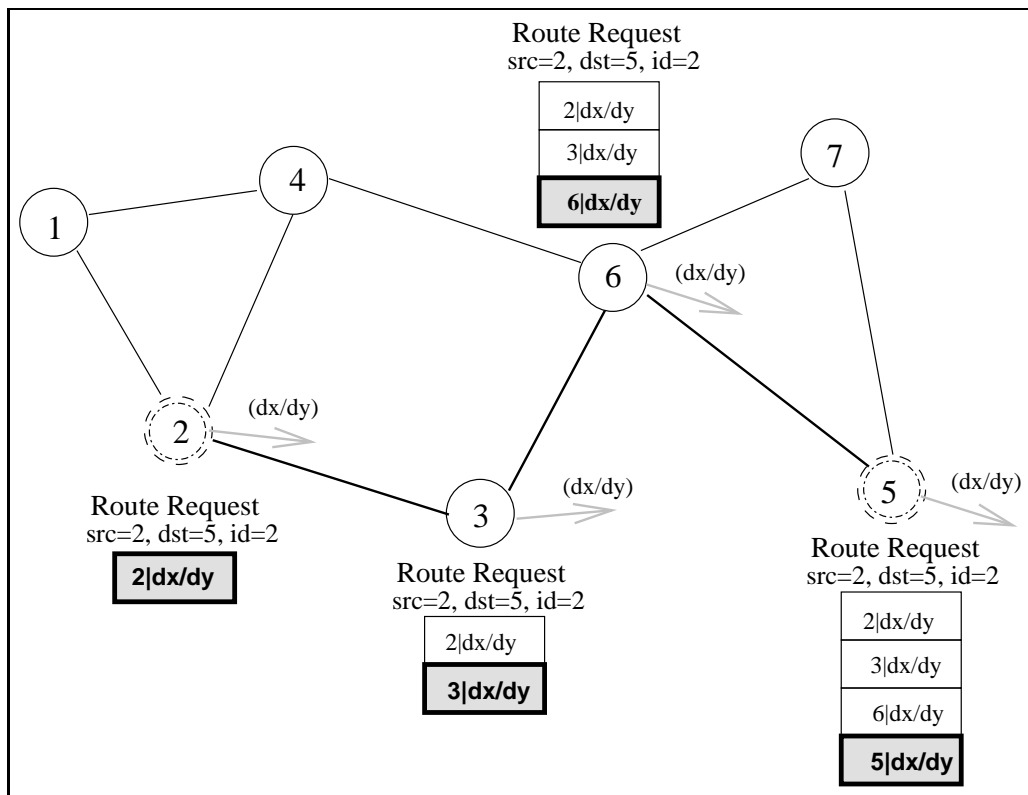 Route Request
src=2, dst=5, id=2
2|dx/dy
3|dx/dy
6|dx/dy
7
4
1
6
(dx/dy)
2
(dx/dy)
3
(dx/dy)
5
(dx/dy)
Route Request
src=2, dst=5, id=2
2|dx/dy
Route Request
src=2, dst=5, id=2
2|dx/dy
3|dx/dy
Route Request
src=2, dst=5, id=2
2|dx/dy
3|dx/dy
6|dx/dy
5|dx/dy